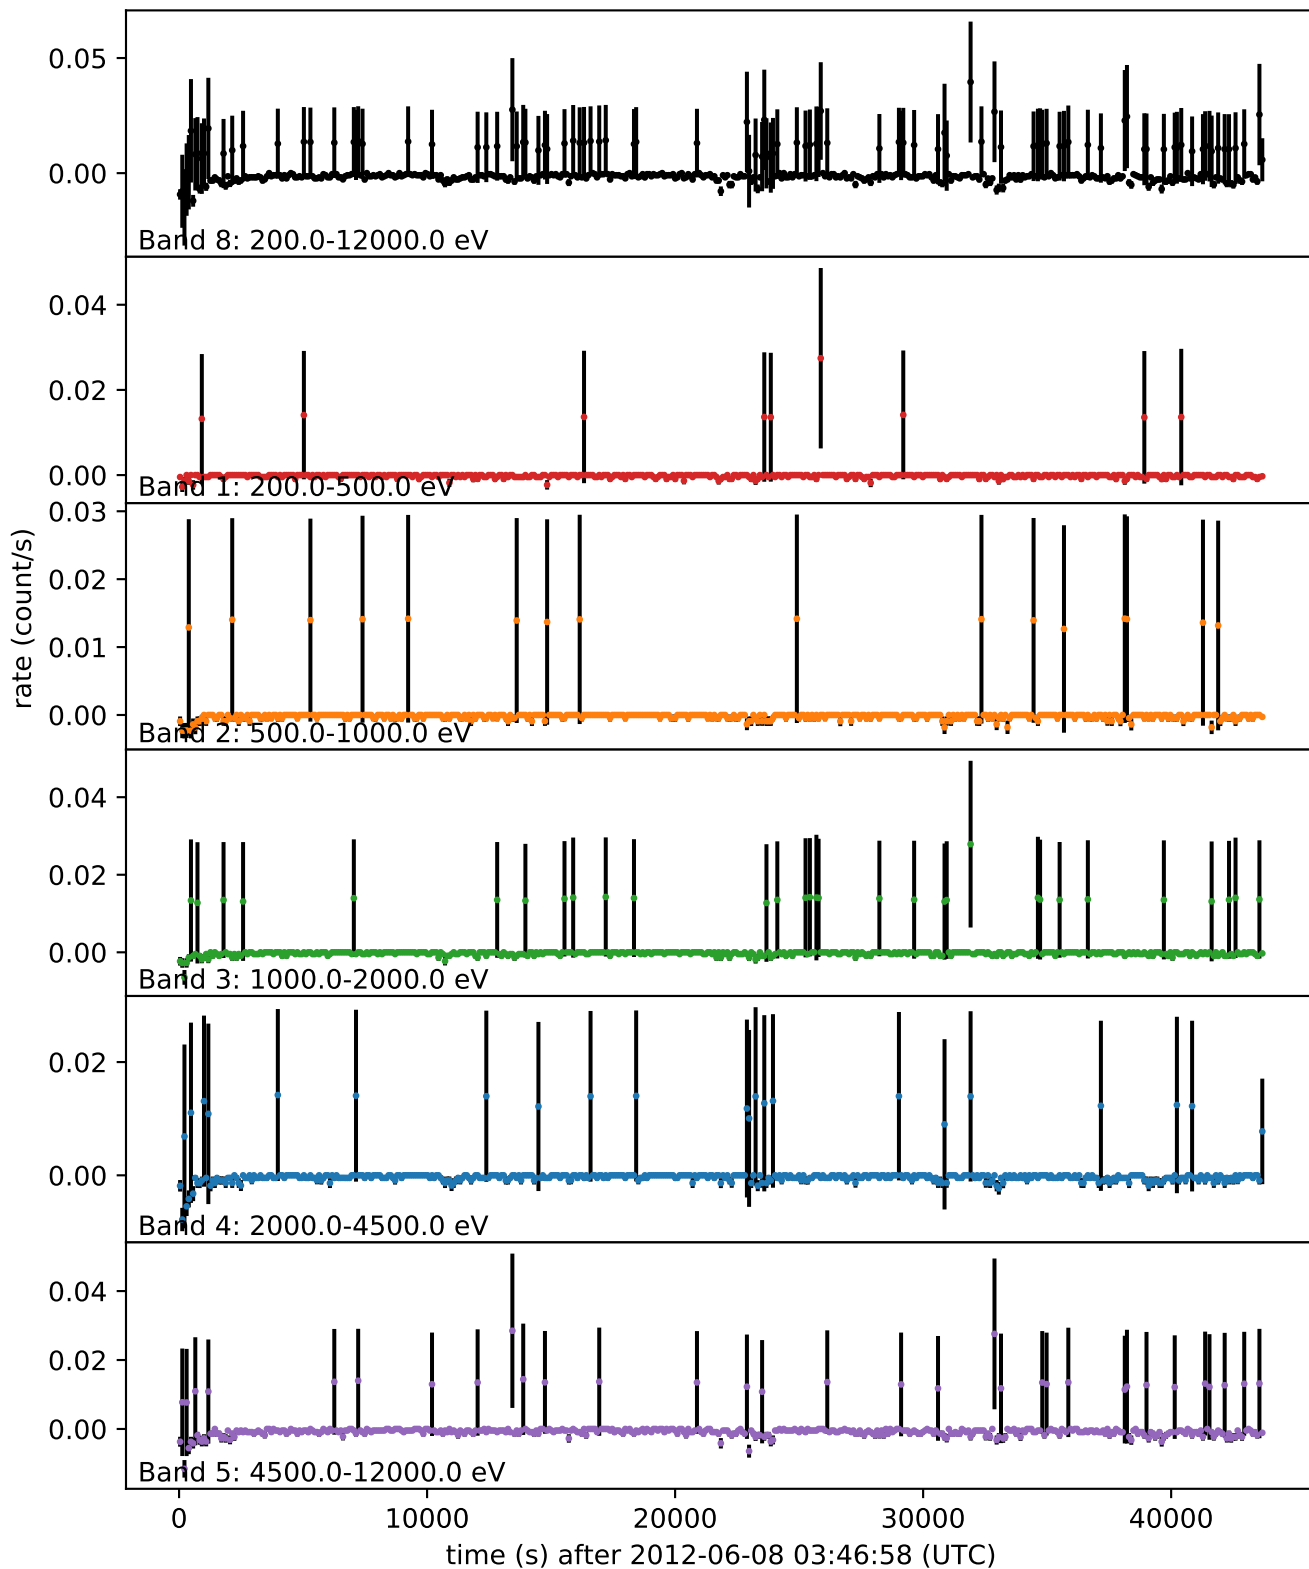 0.05
0.00
Band 8: 200.0-12000.0 eV
0.04
0.02
0.00
Band 1: 200.0-500.0 eV
rate (count/s)
0.03
0.02
0.01
0.00
Band 2: 500.0-1000.0 eV
0.04
0.02
0.00
Band 3: 1000.0-2000.0 eV
0.02
0.00
Band 4: 2000.0-4500.0 eV
0.04
0.02
0.00
Band 5: 4500.0-12000.0 eV
0 10000 20000 30000 40000
time (s) after 2012-06-08 03:46:58 (UTC)